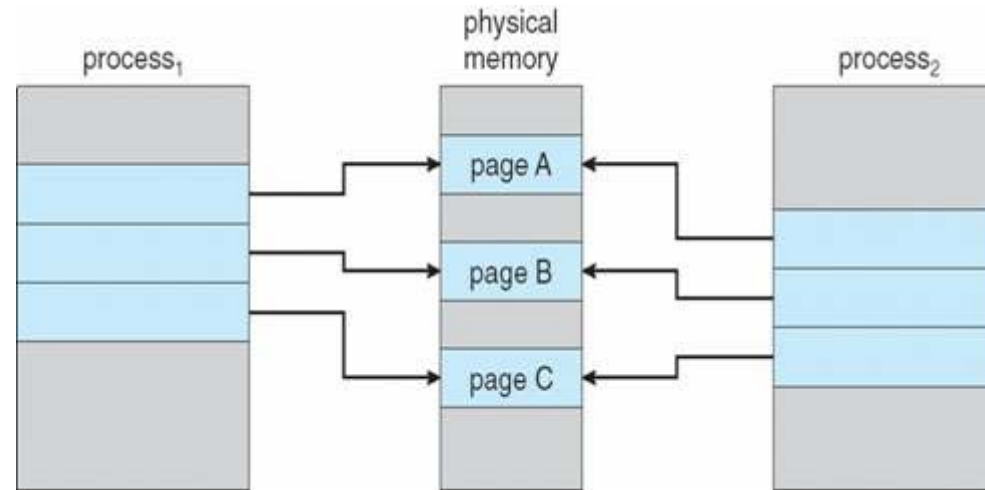 physical
memory
process₁
process₂
page A
page B
page C